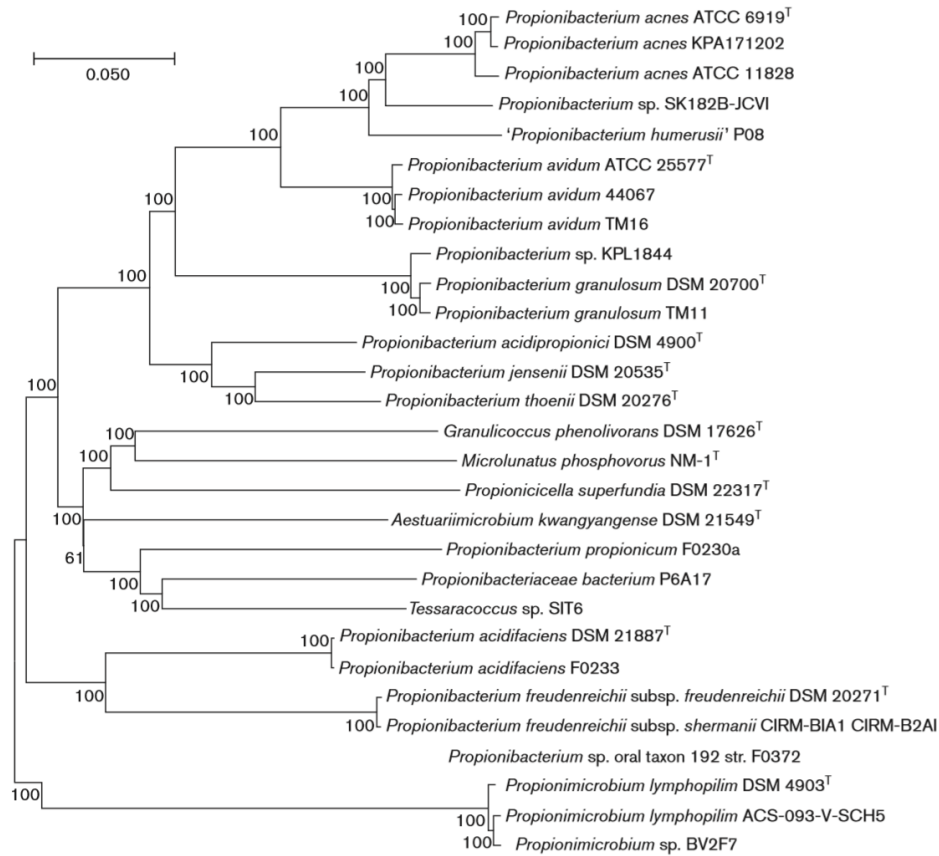 Propionibacterium acnes ATCC 6919T
100
Propionibacterium acnes KPA171202
100
0.050
Propionibacterium acnes ATCC 11828
100
Propionibacterium sp. SK182B-JCVI
100
'Propionibacterium humerusii' P08
100
Propionibacterium avidum ATCC 25577T
100
Propionibacterium avidum 44067
100
Propionibacterium avidum TM16
100
Propionibacterium sp. KPL1844
100
Propionibacterium granulosum DSM 20700T
100
Propionibacterium granulosum TM11
100
100
Propionibacterium acidipropionici DSM 4900T
100
Propionibacterium jensenii DSM 20535T
100
Propionibacterium thoenii DSM 20276T
100
Granulicoccus phenolivorans DSM 17626T
100
Microlunatus phosphovorus NM-1T
Propionicicella superfundia DSM 22317T
100
Aestuariimicrobium kwangyangense DSM 21549T
61
Propionibacterium propionicum F0230a
100
Propionibacteriaceae bacterium P6A17
100
Tessaracoccus sp. SIT6
100
Propionibacterium acidifaciens DSM 21887T
Propionibacterium acidifaciens F0233
100
Propionibacterium freudenreichii subsp. freudenreichii DSM 20271T
100
Propionibacterium freudenreichii subsp. shermanii CIRM-BIA1 CIRM-B2AI
Propionibacterium sp. oral taxon 192 str. F0372
100
Propionimicrobium lymphopilim DSM 4903T
100
Propionimicrobium lymphopilim ACS-093-V-SCH5
100
Propionimicrobium sp. BV2F7